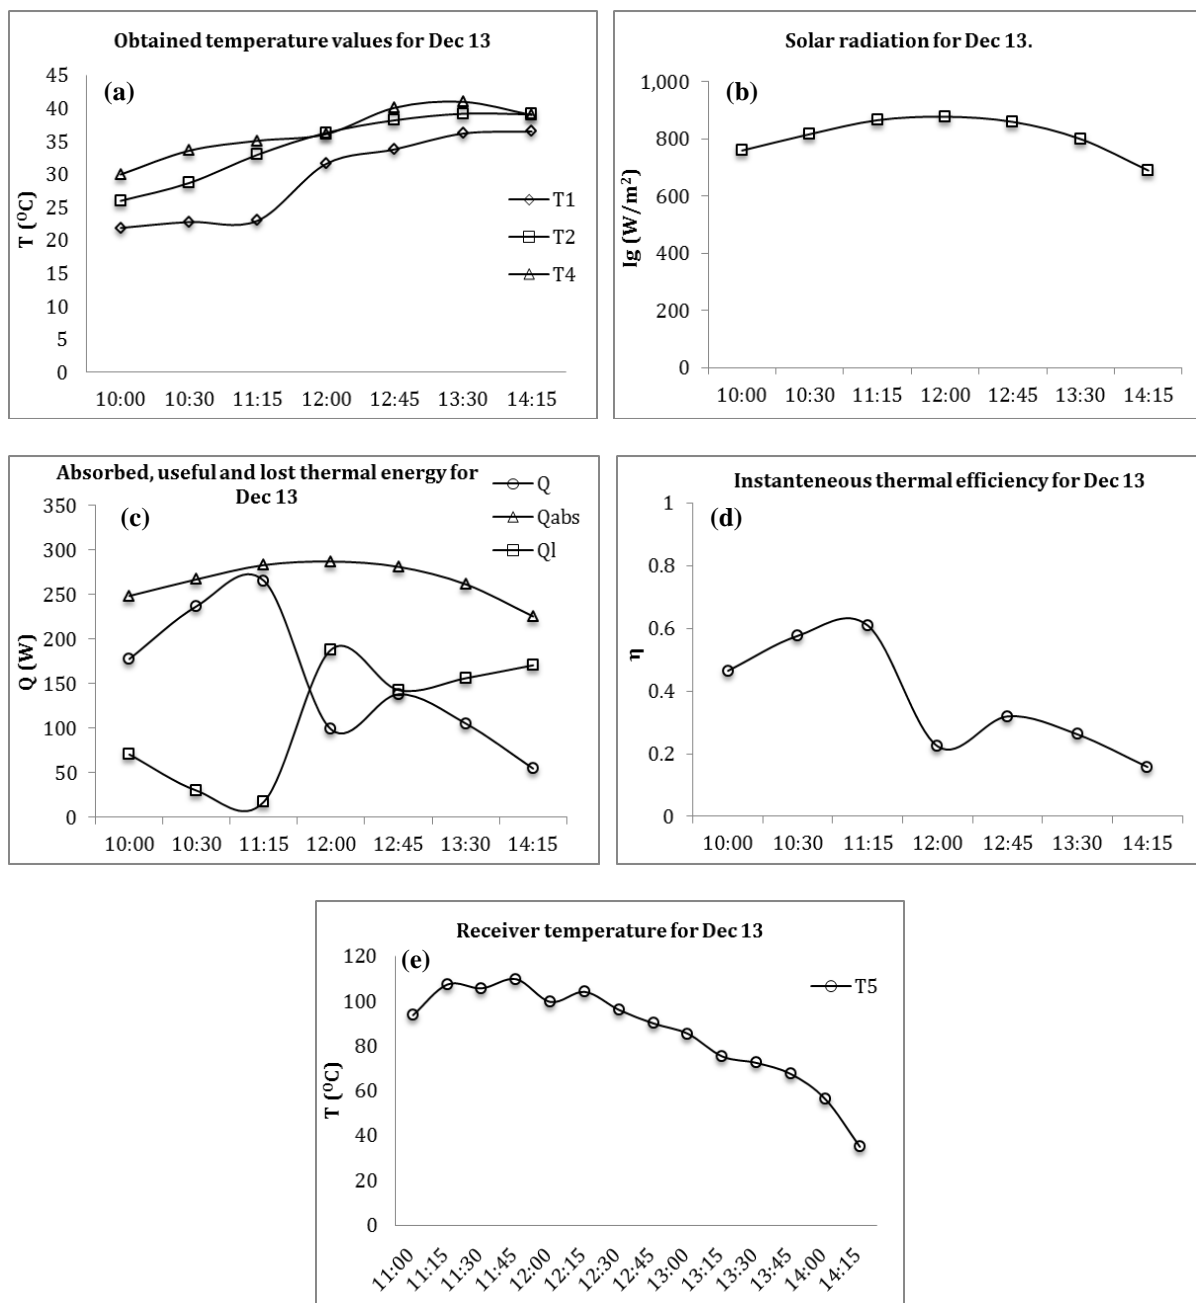 Obtained temperature values for Dec 13
(a)
T (⁰C)
45
40
35
30
25
20
15
10
5
0
T1
T2
T4
10:00 10:30 11:15 12:00 12:45 13:30 14:15
Solar radiation for Dec 13.
(b)
Ig (W/m²)
1,000
800
600
400
200
0
10:00 10:30 11:15 12:00 12:45 13:30 14:15
Absorbed, useful and lost thermal energy for
Dec 13
(c)
Q
Qabs
Ql
Q (W)
350
300
250
200
150
100
50
0
10:00 10:30 11:15 12:00 12:45 13:30 14:15
Instanteneous thermal efficiency for Dec 13
(d)
η
1
0.8
0.6
0.4
0.2
0
10:00 10:30 11:15 12:00 12:45 13:30 14:15
Receiver temperature for Dec 13
(e)
T5
T (⁰C)
120
100
80
60
40
20
0
11:00 11:15 11:30 11:45 12:00 12:15 12:30 12:45 13:00 13:15 13:30 13:45 14:00 14:15